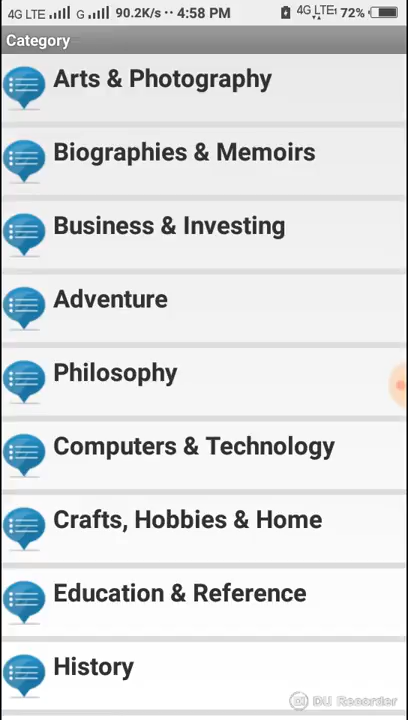 4G LTE G 90.2K/s ·· 4:58 PM 4G LTE 72%
Category
Arts & Photography
Biographies & Memoirs
Business & Investing
Adventure
Philosophy
Computers & Technology
Crafts, Hobbies & Home
Education & Reference
History
DU Recorder